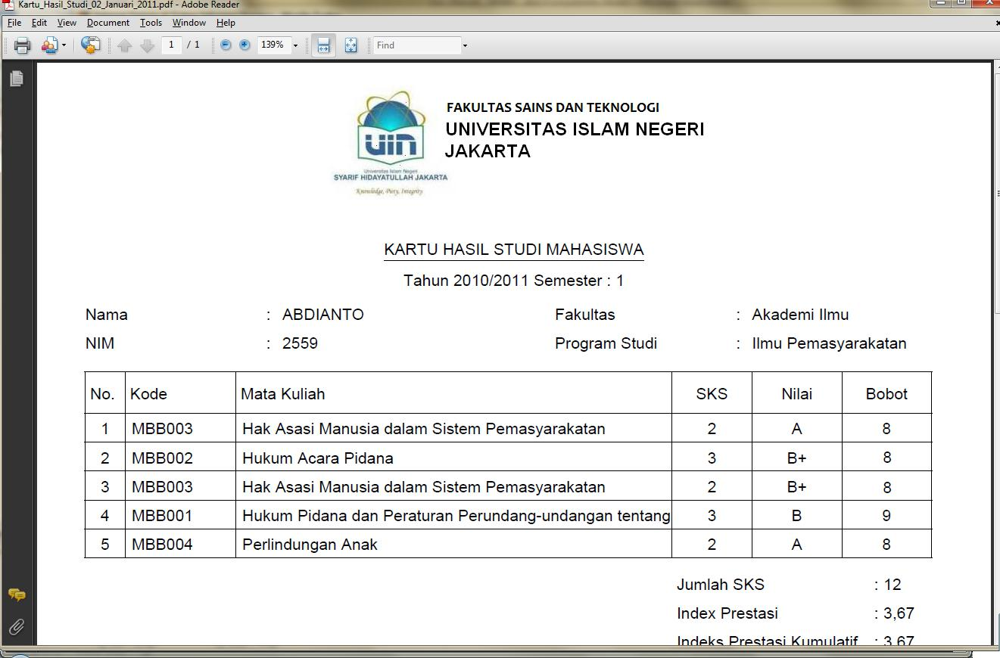 Kartu_Hasil_Studi_02_Januari_2011.pdf - Adobe Reader
File Edit View Document Tools Window Help
1 / 1 139% Find
FAKULTAS SAINS DAN TEKNOLOGI
UNIVERSITAS ISLAM NEGERI
JAKARTA
uin
Universitas Islam Negeri
SYARIF HIDAYATULLAH JAKARTA
Knowledge, Piety, Integrity
KARTU HASIL STUDI MAHASISWA
Tahun 2010/2011 Semester : 1
Nama : ABDIANTO Fakultas : Akademi Ilmu
NIM : 2559 Program Studi : Ilmu Pemasyarakatan
No. Kode Mata Kuliah SKS Nilai Bobot
1 MBB003 Hak Asasi Manusia dalam Sistem Pemasyarakatan 2 A 8
2 MBB002 Hukum Acara Pidana 3 B+ 8
3 MBB003 Hak Asasi Manusia dalam Sistem Pemasyarakatan 2 B+ 8
4 MBB001 Hukum Pidana dan Peraturan Perundang-undangan tentang 3 B 9
5 MBB004 Perlindungan Anak 2 A 8
Jumlah SKS : 12
Index Prestasi : 3,67
Indeks Prestasi Kumulatif : 3,67